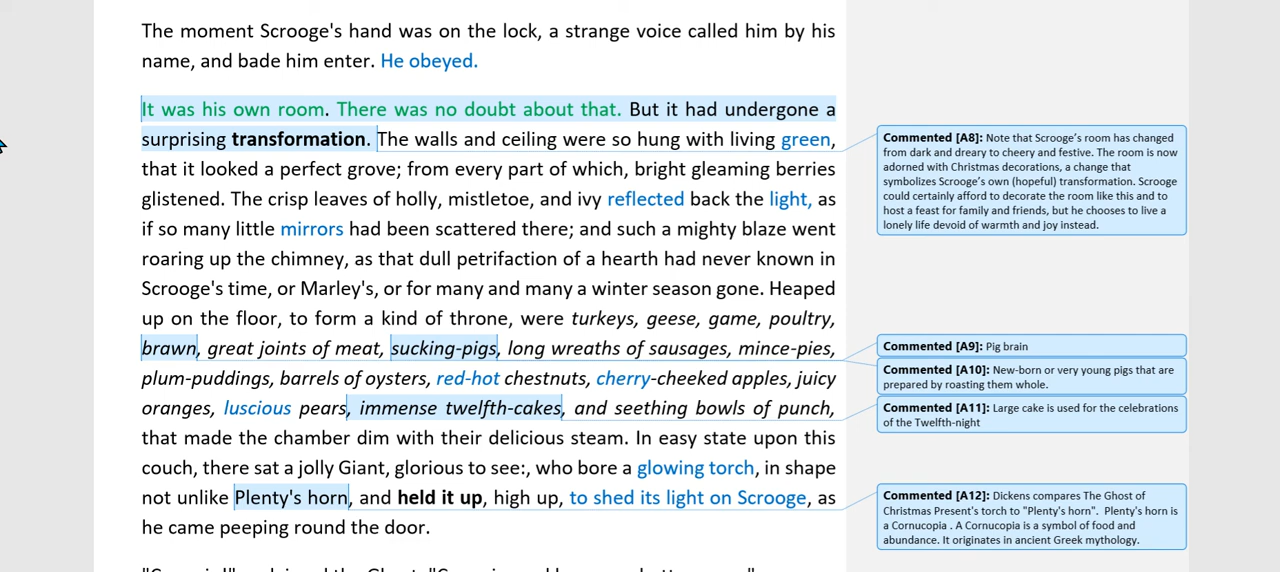 The moment Scrooge's hand was on the lock, a strange voice called him by his
name, and bade him enter. He obeyed.
It was his own room. There was no doubt about that. But it had undergone a
surprising transformation. The walls and ceiling were so hung with living green,
that it looked a perfect grove; from every part of which, bright gleaming berries
glistened. The crisp leaves of holly, mistletoe, and ivy reflected back the light, as
if so many little mirrors had been scattered there; and such a mighty blaze went
roaring up the chimney, as that dull petrifaction of a hearth had never known in
Scrooge's time, or Marley's, or for many and many a winter season gone. Heaped
up on the floor, to form a kind of throne, were turkeys, geese, game, poultry,
brawn, great joints of meat, sucking-pigs, long wreaths of sausages, mince-pies,
plum-puddings, barrels of oysters, red-hot chestnuts, cherry-cheeked apples, juicy
oranges, luscious pears, immense twelfth-cakes, and seething bowls of punch,
that made the chamber dim with their delicious steam. In easy state upon this
couch, there sat a jolly Giant, glorious to see:, who bore a glowing torch, in shape
not unlike Plenty's horn, and held it up, high up, to shed its light on Scrooge, as
he came peeping round the door.
Commented [A8]: Note that Scrooge's room has changed
from dark and dreary to cheery and festive. The room is now
adorned with Christmas decorations, a change that
symbolizes Scrooge's own (hopeful) transformation. Scrooge
could certainly afford to decorate the room like this and to
host a feast for family and friends, but he chooses to live a
lonely life devoid of warmth and joy instead.
Commented [A9]: Pig brain
Commented [A10]: New-born or very young pigs that are
prepared by roasting them whole.
Commented [A11]: Large cake is used for the celebrations
of the Twelfth-night
Commented [A12]: Dickens compares The Ghost of
Christmas Present's torch to "Plenty's horn".  Plenty's horn is
a Cornucopia . A Cornucopia is a symbol of food and
abundance. It originates in ancient Greek mythology.